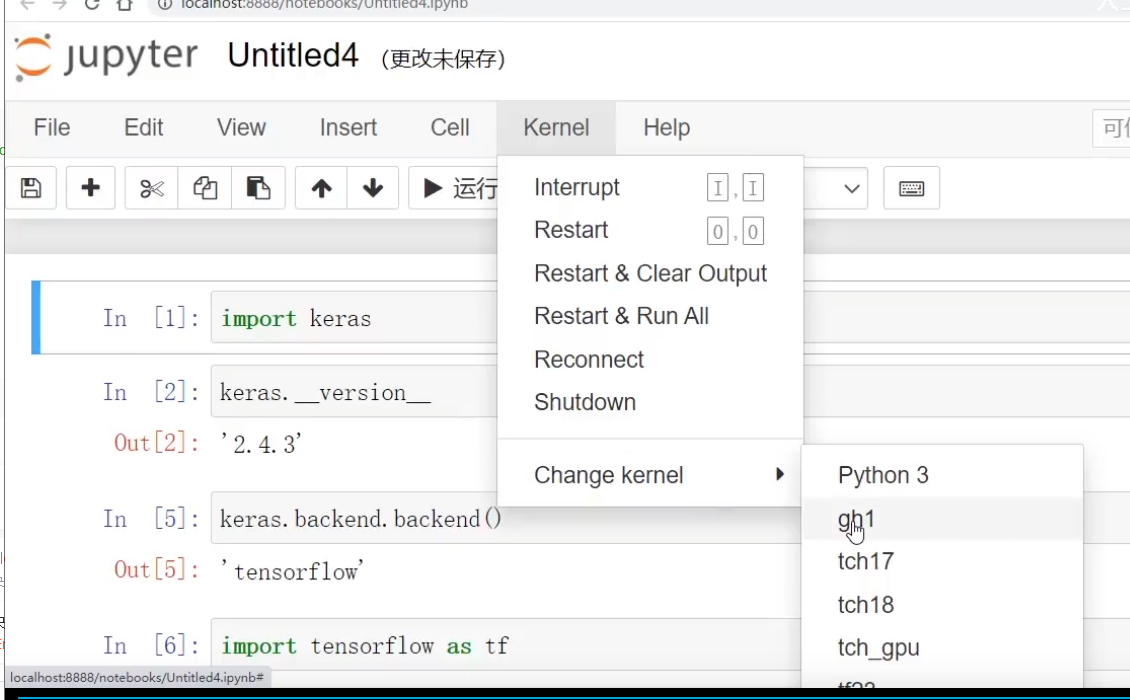 localhost:8888/notebooks/Untitled4.ipynb
jupyter Untitled4 (更改未保存)
File Edit View Insert Cell Kernel Help
运行
Interrupt I,I
Restart 0,0
Restart & Clear Output
Restart & Run All
Reconnect
Shutdown
Change kernel
Python 3
gh1
tch17
tch18
tch_gpu
In [1]: import keras
In [2]: keras.__version__
Out[2]: '2.4.3'
In [5]: keras.backend.backend()
Out[5]: 'tensorflow'
In [6]: import tensorflow as tf
localhost:8888/notebooks/Untitled4.ipynb#